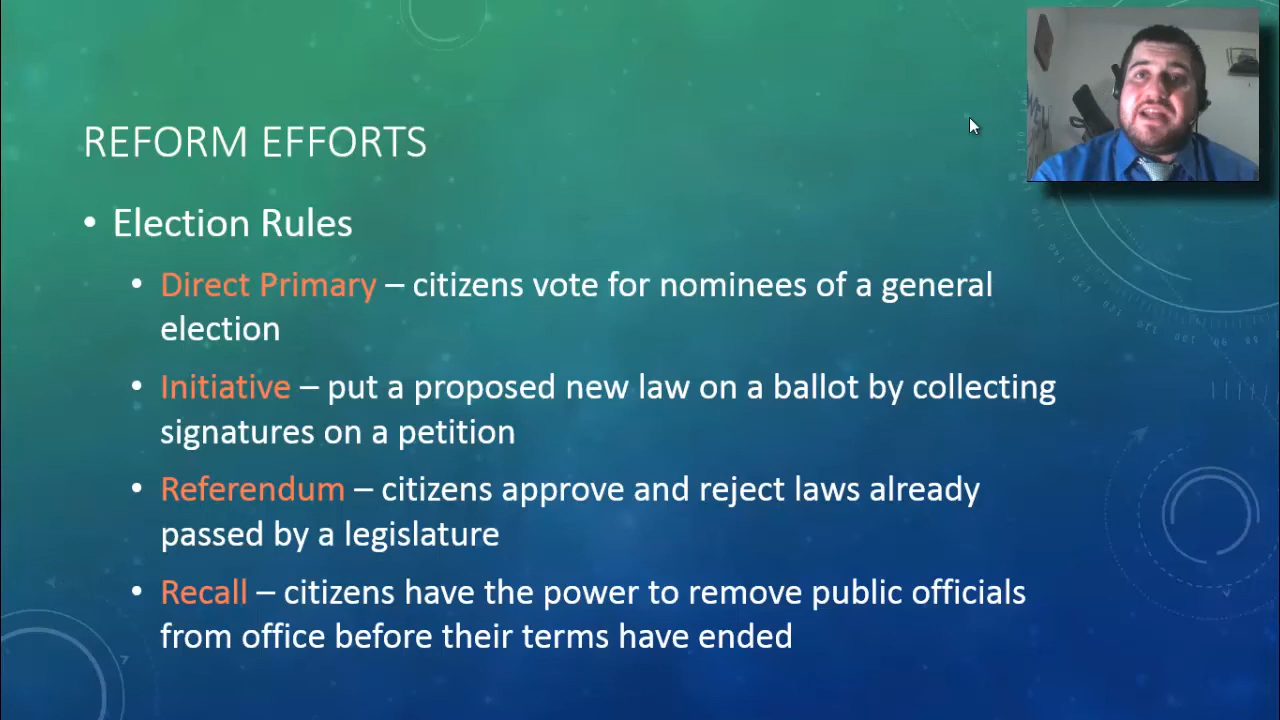 REFORM EFFORTS
• Election Rules
• Direct Primary – citizens vote for nominees of a general
election
• Initiative – put a proposed new law on a ballot by collecting
signatures on a petition
• Referendum – citizens approve and reject laws already
passed by a legislature
• Recall – citizens have the power to remove public officials
from office before their terms have ended